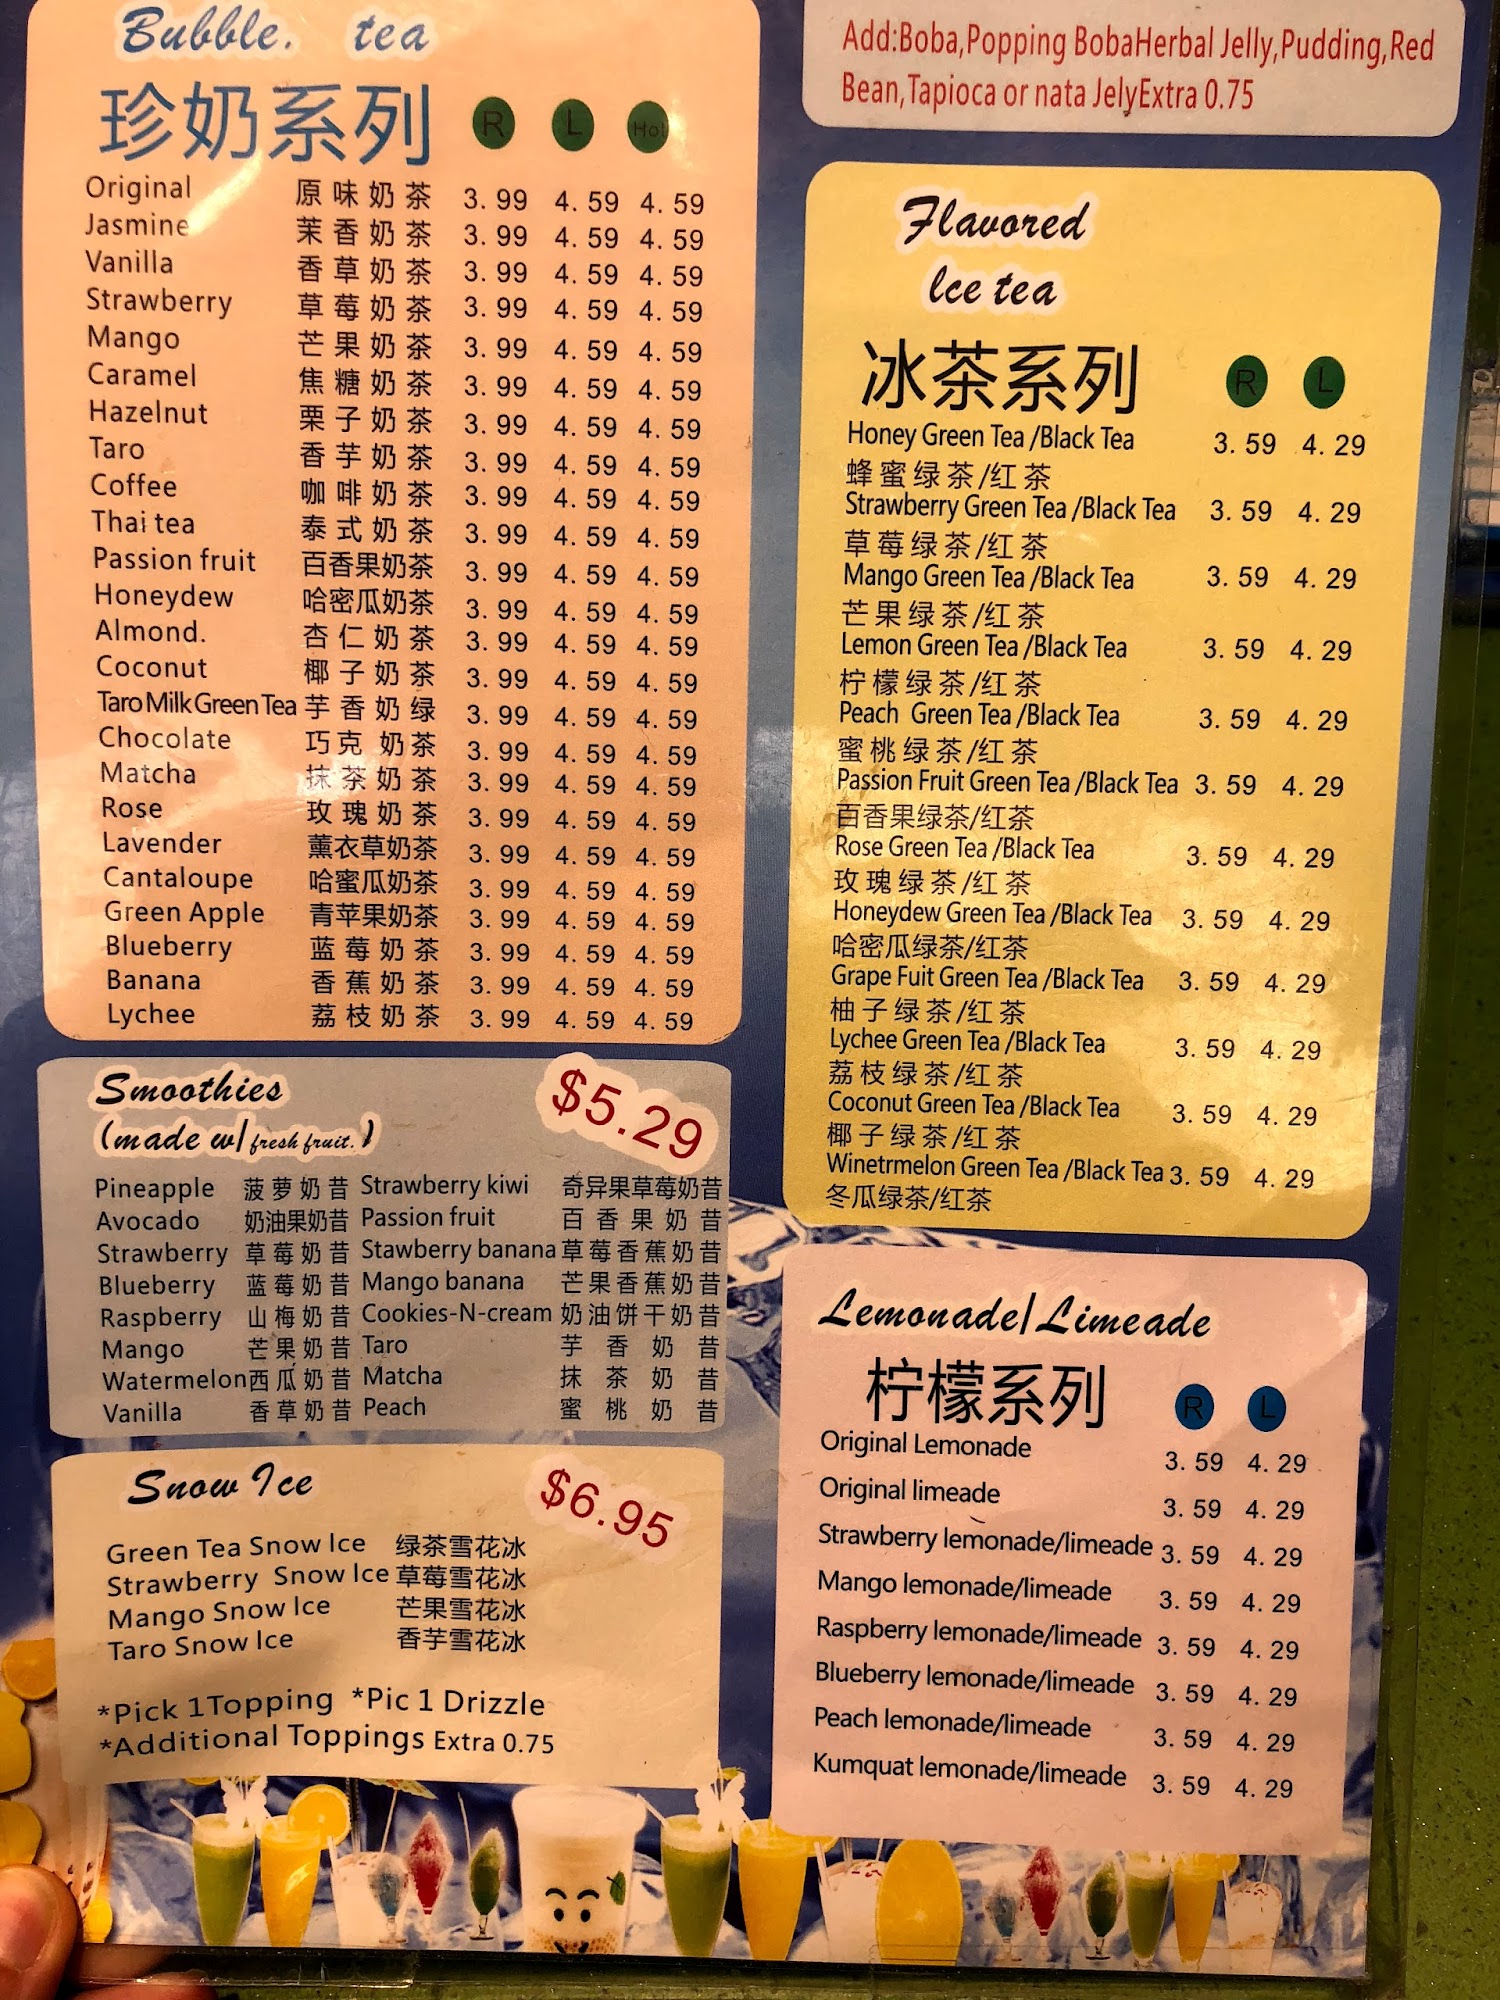 Bubble. tea
珍奶系列 R L Hot
Original 原味奶茶 3.99 4.59 4.59
Jasmine 茉香奶茶 3.99 4.59 4.59
Vanilla 香草奶茶 3.99 4.59 4.59
Strawberry 草莓奶茶 3.99 4.59 4.59
Mango 芒果奶茶 3.99 4.59 4.59
Caramel 焦糖奶茶 3.99 4.59 4.59
Hazelnut 栗子奶茶 3.99 4.59 4.59
Taro 香芋奶茶 3.99 4.59 4.59
Coffee 咖啡奶茶 3.99 4.59 4.59
Thai tea 泰式奶茶 3.99 4.59 4.59
Passion fruit 百香果奶茶 3.99 4.59 4.59
Honeydew 哈密瓜奶茶 3.99 4.59 4.59
Almond. 杏仁奶茶 3.99 4.59 4.59
Coconut 椰子奶茶 3.99 4.59 4.59
Taro Milk Green Tea 芋香奶绿 3.99 4.59 4.59
Chocolate 巧克 奶茶 3.99 4.59 4.59
Matcha 抹茶奶茶 3.99 4.59 4.59
Rose 玫瑰奶茶 3.99 4.59 4.59
Lavender 薰衣草奶茶 3.99 4.59 4.59
Cantaloupe 哈蜜瓜奶茶 3.99 4.59 4.59
Green Apple 青苹果奶茶 3.99 4.59 4.59
Blueberry 蓝莓奶茶 3.99 4.59 4.59
Banana 香蕉奶茶 3.99 4.59 4.59
Lychee 荔枝奶茶 3.99 4.59 4.59
Smoothies $5.29
(made w/ fresh fruit.)
Pineapple 菠萝奶昔 Strawberry kiwi 奇异果草莓奶昔
Avocado 奶油果奶昔 Passion fruit 百香果奶昔
Strawberry 草莓奶昔 Stawberry banana 草莓香蕉奶昔
Blueberry 蓝莓奶昔 Mango banana 芒果香蕉奶昔
Raspberry 山梅奶昔 Cookies-N-cream 奶油饼干奶昔
Mango 芒果奶昔 Taro 芋香奶昔
Watermelon 西瓜奶昔 Matcha 抹茶奶昔
Vanilla 香草奶昔 Peach 蜜桃奶昔
Snow Ice $6.95
Green Tea Snow Ice 绿茶雪花冰
Strawberry Snow Ice 草莓雪花冰
Mango Snow Ice 芒果雪花冰
Taro Snow Ice 香芋雪花冰
*Pick 1 Topping *Pic 1 Drizzle
*Additional Toppings Extra 0.75
Add:Boba,Popping BobaHerbal Jelly,Pudding,Red
Bean,Tapioca or nata JelyExtra 0.75
Flavored
Ice tea
冰茶系列 R L
Honey Green Tea /Black Tea 3.59 4.29
蜂蜜绿茶/红茶
Strawberry Green Tea /Black Tea 3.59 4.29
草莓绿茶/红茶
Mango Green Tea /Black Tea 3.59 4.29
芒果绿茶/红茶
Lemon Green Tea /Black Tea 3.59 4.29
柠檬绿茶/红茶
Peach Green Tea /Black Tea 3.59 4.29
蜜桃绿茶/红茶
Passion Fruit Green Tea /Black Tea 3.59 4.29
百香果绿茶/红茶
Rose Green Tea /Black Tea 3.59 4.29
玫瑰绿茶/红茶
Honeydew Green Tea /Black Tea 3.59 4.29
哈密瓜绿茶/红茶
Grape Fuit Green Tea /Black Tea 3.59 4.29
柚子绿茶/红茶
Lychee Green Tea /Black Tea 3.59 4.29
荔枝绿茶/红茶
Coconut Green Tea /Black Tea 3.59 4.29
椰子绿茶/红茶
Winetrmelon Green Tea /Black Tea 3.59 4.29
冬瓜绿茶/红茶
Lemonade/Limeade
柠檬系列 R L
Original Lemonade 3.59 4.29
Original limeade 3.59 4.29
Strawberry lemonade/limeade 3.59 4.29
Mango lemonade/limeade 3.59 4.29
Raspberry lemonade/limeade 3.59 4.29
Blueberry lemonade/limeade 3.59 4.29
Peach lemonade/limeade 3.59 4.29
Kumquat lemonade/limeade 3.59 4.29